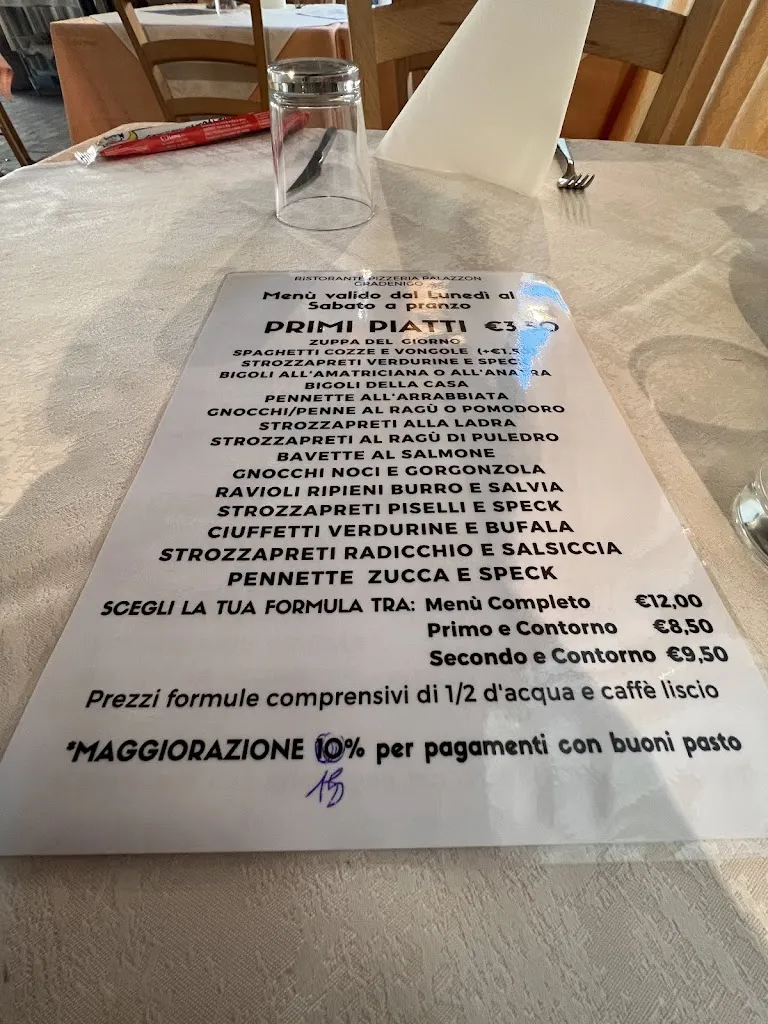 RISTORANTE PIZZERIA PALAZZON
GRADENIGO
Menù valido dal Lunedì al
Sabato a pranzo
PRIMI PIATTI
ZUPPA DEL GIORNO
SPAGHETTI COZZE E VONGOLE (+€1,50)
STROZZAPRETI VERDURINE E SPECK
BIGOLI ALL'AMATRICIANA O ALL'ANATRA
BIGOLI DELLA CASA
PENNETTE ALL'ARRABBIATA
GNOCCHI/PENNE AL RAGÙ O POMODORO
STROZZAPRETI ALLA LADRA
STROZZAPRETI AL RAGÙ DI PULEDRO
BAVETTE AL SALMONE
GNOCCHI NOCI E GORGONZOLA
RAVIOLI RIPIENI BURRO E SALVIA
STROZZAPRETI PISELLI E SPECK
CIUFFETTI VERDURINE E BUFALA
STROZZAPRETI RADICCHIO E SALSICCIA
PENNETTE ZUCCA E SPECK
SCEGLI LA TUA FORMULA TRA: Menù Completo €12,00
Primo e Contorno €8,50
Secondo e Contorno €9,50
Prezzi formule comprensivi di 1/2 d'acqua e caffè liscio
*MAGGIORAZIONE 10% per pagamenti con buoni pasto
15